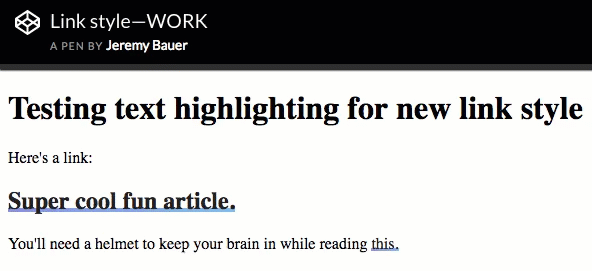 Link style—WORK
A PEN BY Jeremy Bauer
Testing text highlighting for new link style
Here's a link:
Super cool fun article.
You'll need a helmet to keep your brain in while reading this.